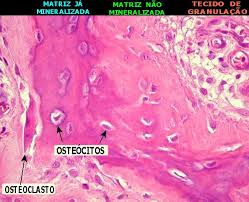 MATRIZ JÁ
MINERALIZADA
MATRIZ NÃO
MINERALIZADA
TECIDO DE
GRANULAÇÃO
OSTEÓCITOS
OSTEOCLASTO